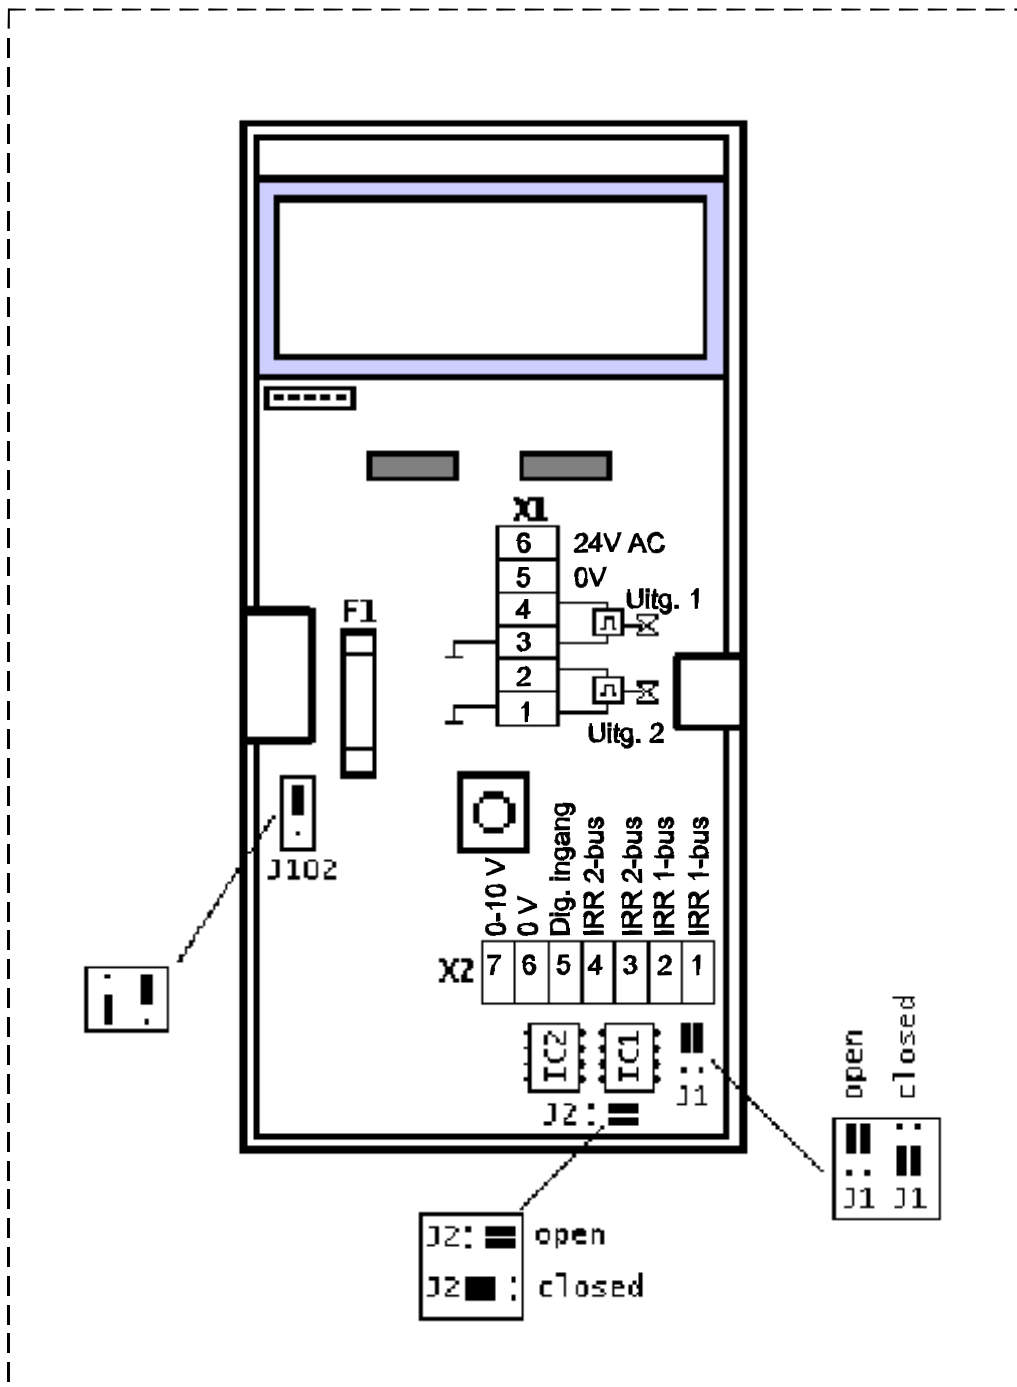 X1
6 24V AC
5 0V
4 Uitg. 1
3
2
1 Uitg. 2
F1
J102
0-10 V
0 V
Dig. ingang
IRR 2-bus
IRR 2-bus
IRR 1-bus
IRR 1-bus
X2 7 6 5 4 3 2 1
IC2 IC1
J1
J2
open closed
J1 J1
J2 open
J2 closed